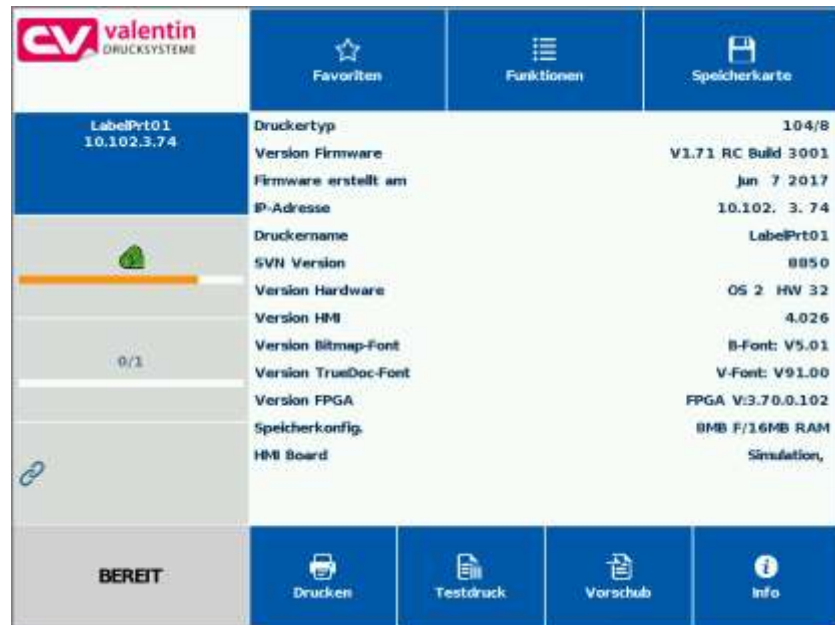 CV valentin
DRUCKSYSTEME
Favoriten
Funktionen
Speicherkarte
LabelPrt01
10.102.3.74
Druckertyp 104/8
Version Firmware V1.71 RC Build 3001
Firmware erstellt am Jun 7 2017
IP-Adresse 10.102. 3. 74
Druckername LabelPrt01
SVN Version 8850
Version Hardware OS 2 HW 32
Version HMI 4.026
Version Bitmap-Font B-Font: V5.01
0/1
Version TrueDoc-Font V-Font: V91.00
Version FPGA FPGA V:3.70.0.102
Speicherkonfig. 8MB F/16MB RAM
HMI Board Simulation,
BEREIT
Drucken
Testdruck
Vorschub
Info